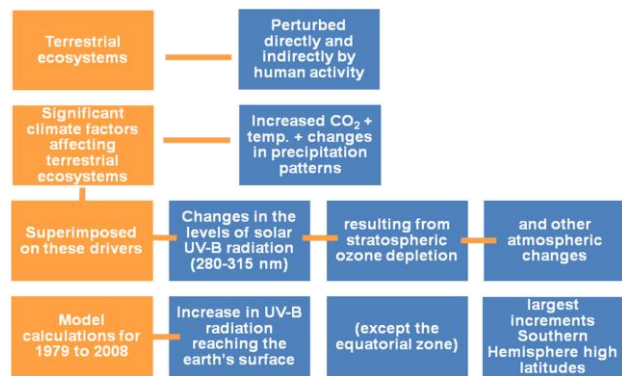 Terrestrial
ecosystems
Perturbed
directly and
indirectly by
human activity
Significant
climate factors
affecting
terrestrial
ecosystems
Increased CO₂ +
temp. + changes
in precipitation
patterns
Superimposed
on these drivers
Changes in the
levels of solar
UV-B radiation
(280-315 nm)
resulting from
stratospheric
ozone depletion
and other
atmospheric
changes
Model
calculations for
1979 to 2008
Increase in UV-B
radiation
reaching the
earth's surface
(except the
equatorial zone)
largest
increments
Southern
Hemisphere high
latitudes